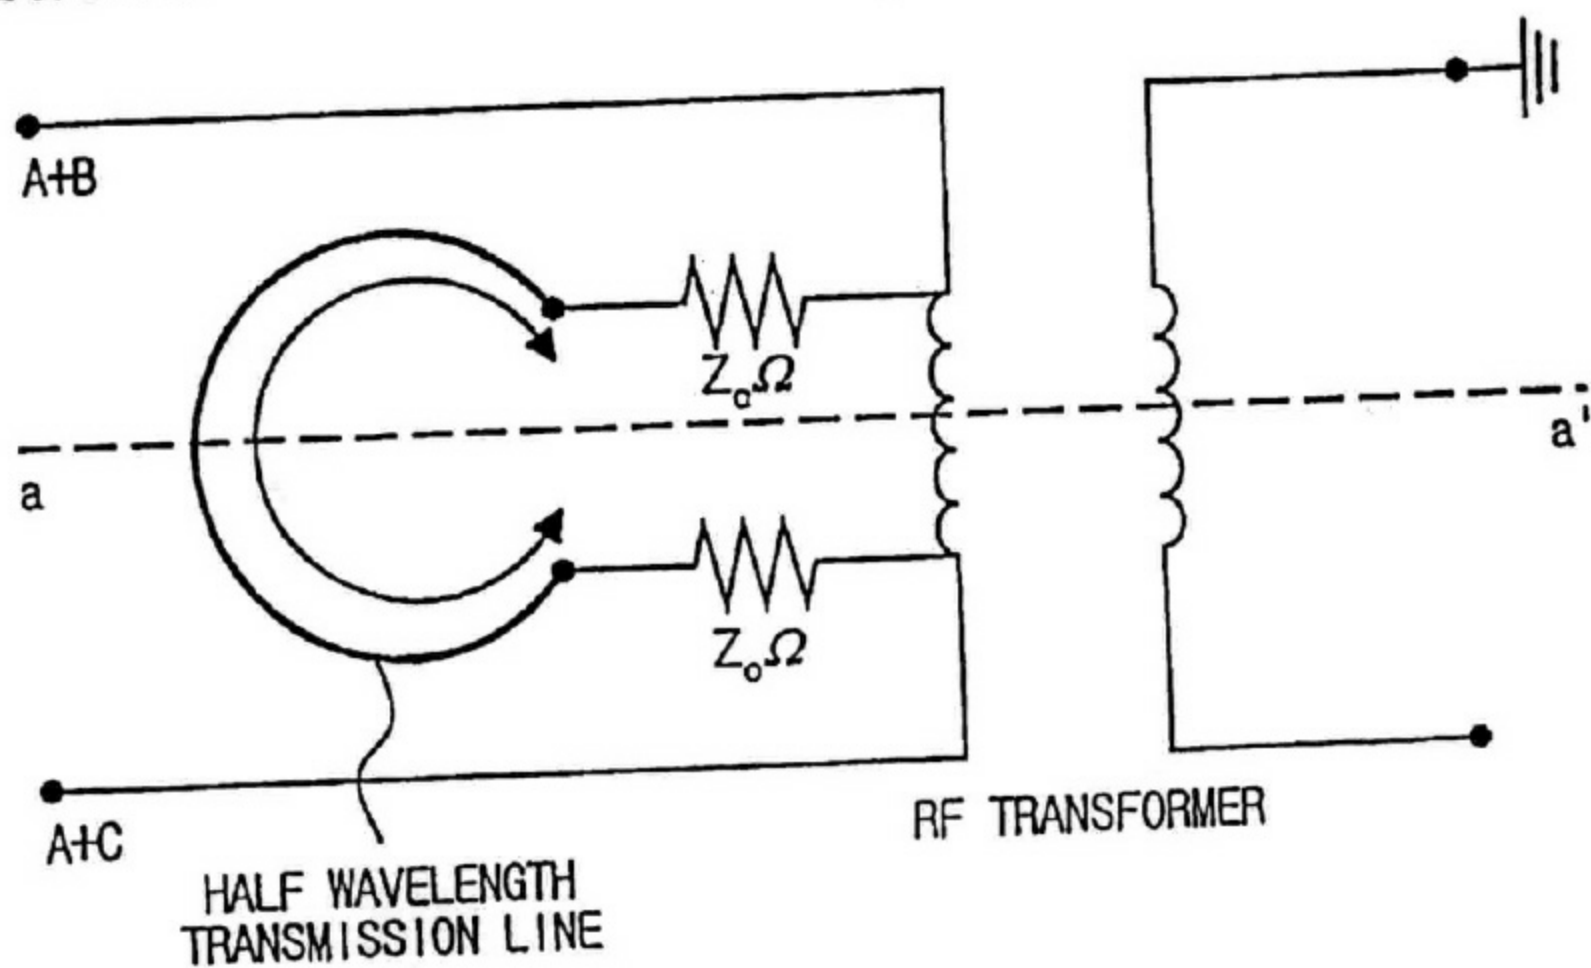 A+B
Z₀Ω
a
a'
Z₀Ω
A+C
RF TRANSFORMER
HALF WAVELENGTH
TRANSMISSION LINE